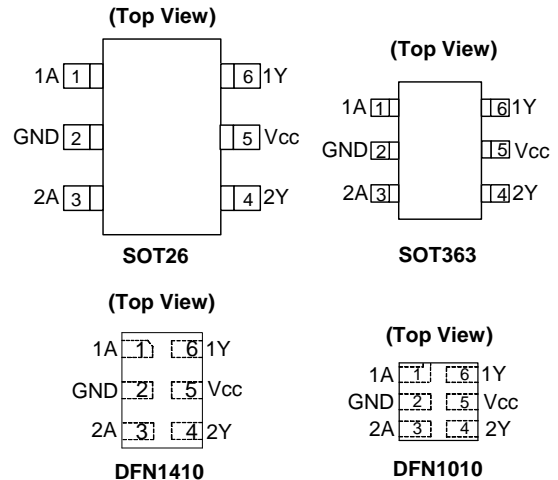 (Top View)
1A 1 6 1Y
GND 2 5 Vcc
2A 3 4 2Y
SOT26
(Top View)
1A 1 6 1Y
GND 2 5 Vcc
2A 3 4 2Y
SOT363
(Top View)
1A 1 6 1Y
GND 2 5 Vcc
2A 3 4 2Y
DFN1410
(Top View)
1A 1 6 1Y
GND 2 5 Vcc
2A 3 4 2Y
DFN1010